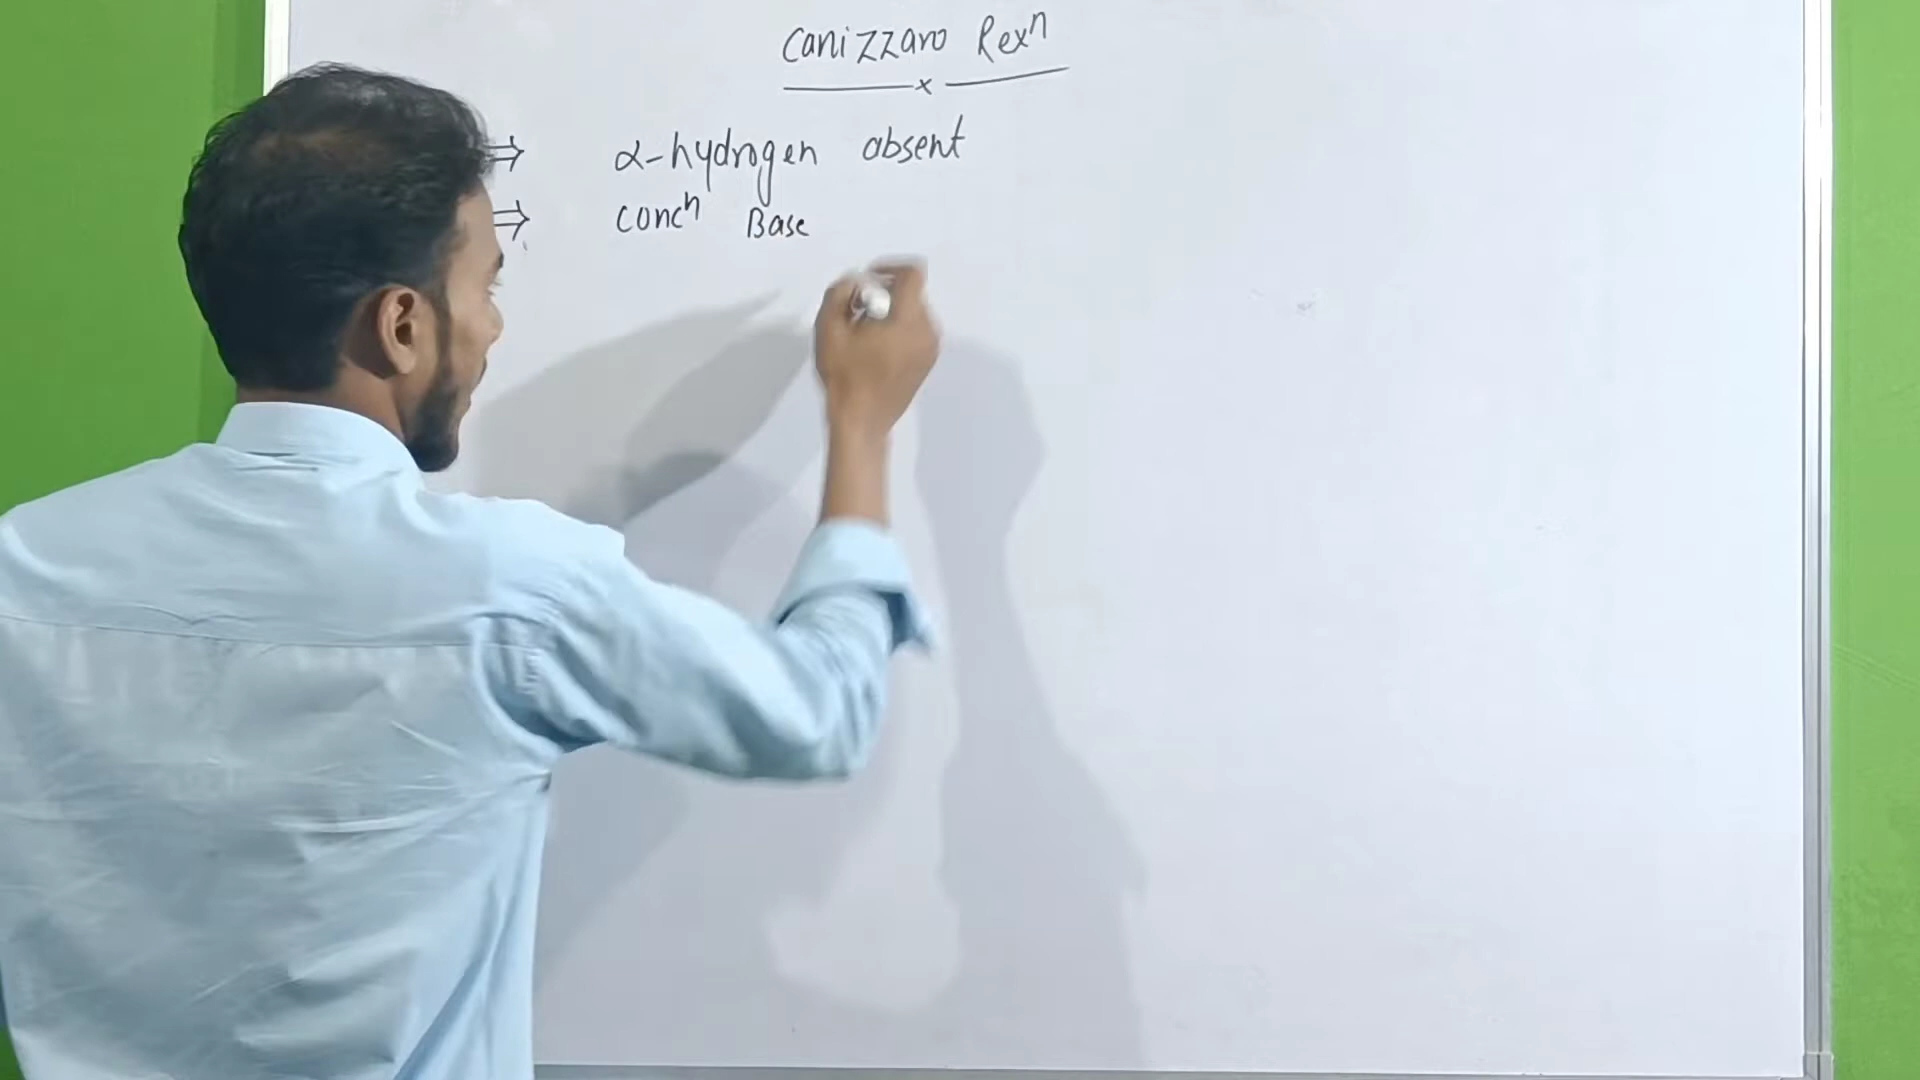 Canizzaro Rexⁿ
x
⇒ α-hydrogen absent
⇒ concⁿ Base